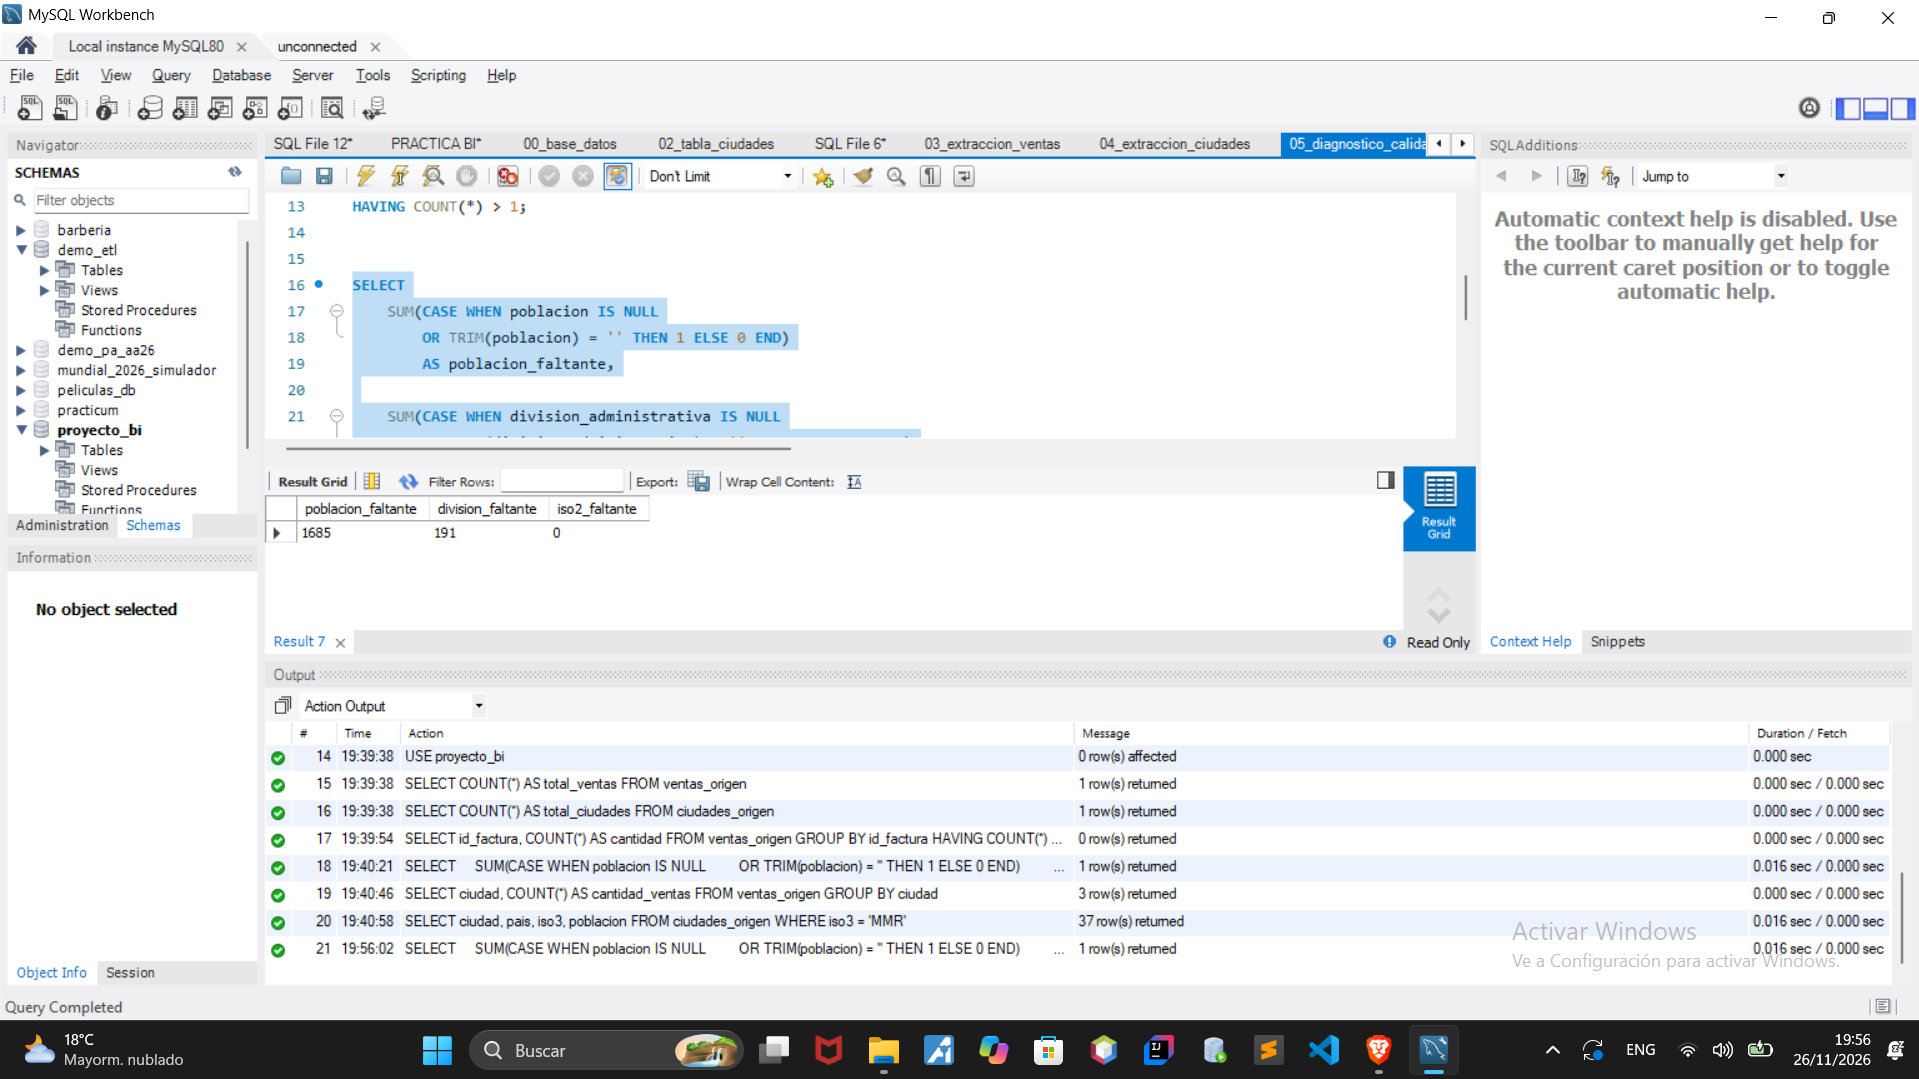 MySQL Workbench
Local instance MySQL80
unconnected
File Edit View Query Database Server Tools Scripting Help
Navigator
SCHEMAS
Filter objects
barberia
demo_etl
Tables
Views
Stored Procedures
Functions
demo_pa_aa26
mundial_2026_simulador
peliculas_db
practicum
proyecto_bi
Tables
Views
Stored Procedures
Functions
Administration Schemas
Information
No object selected
Object Info Session
SQL File 12* PRACTICA BI* 00_base_datos 02_tabla_ciudades SQL File 6* 03_extraccion_ventas 04_extraccion_ciudades 05_diagnostico_calida
Don't Limit
13 HAVING COUNT(*) > 1;
14
15
16 SELECT
17 SUM(CASE WHEN poblacion IS NULL
18 OR TRIM(poblacion) = '' THEN 1 ELSE 0 END)
19 AS poblacion_faltante,
20
21 SUM(CASE WHEN division_administrativa IS NULL
Result Grid Filter Rows: Export: Wrap Cell Content:
poblacion_faltante division_faltante iso2_faltante
1685 191 0
Result Grid
Result 7
Read Only
SQLAdditions
Jump to
Automatic context help is disabled. Use
the toolbar to manually get help for
the current caret position or to toggle
automatic help.
Context Help Snippets
Output
Action Output
# Time Action Message Duration / Fetch
14 19:39:38 USE proyecto_bi 0 row(s) affected 0.000 sec
15 19:39:38 SELECT COUNT(*) AS total_ventas FROM ventas_origen 1 row(s) returned 0.000 sec / 0.000 sec
16 19:39:38 SELECT COUNT(*) AS total_ciudades FROM ciudades_origen 1 row(s) returned 0.000 sec / 0.000 sec
17 19:39:54 SELECT id_factura, COUNT(*) AS cantidad FROM ventas_origen GROUP BY id_factura HAVING COUNT(*) ... 0 row(s) returned 0.000 sec / 0.000 sec
18 19:40:21 SELECT SUM(CASE WHEN poblacion IS NULL OR TRIM(poblacion) = '' THEN 1 ELSE 0 END) ... 1 row(s) returned 0.016 sec / 0.000 sec
19 19:40:46 SELECT ciudad, COUNT(*) AS cantidad_ventas FROM ventas_origen GROUP BY ciudad 3 row(s) returned 0.000 sec / 0.000 sec
20 19:40:58 SELECT ciudad, pais, iso3, poblacion FROM ciudades_origen WHERE iso3 = 'MMR' 37 row(s) returned 0.016 sec / 0.000 sec
21 19:56:02 SELECT SUM(CASE WHEN poblacion IS NULL OR TRIM(poblacion) = '' THEN 1 ELSE 0 END) ... 1 row(s) returned 0.016 sec / 0.000 sec
Activar Windows
Ve a Configuración para activar Windows.
Query Completed
18°C
Mayorm. nublado
Buscar
ENG
19:56
26/11/2026